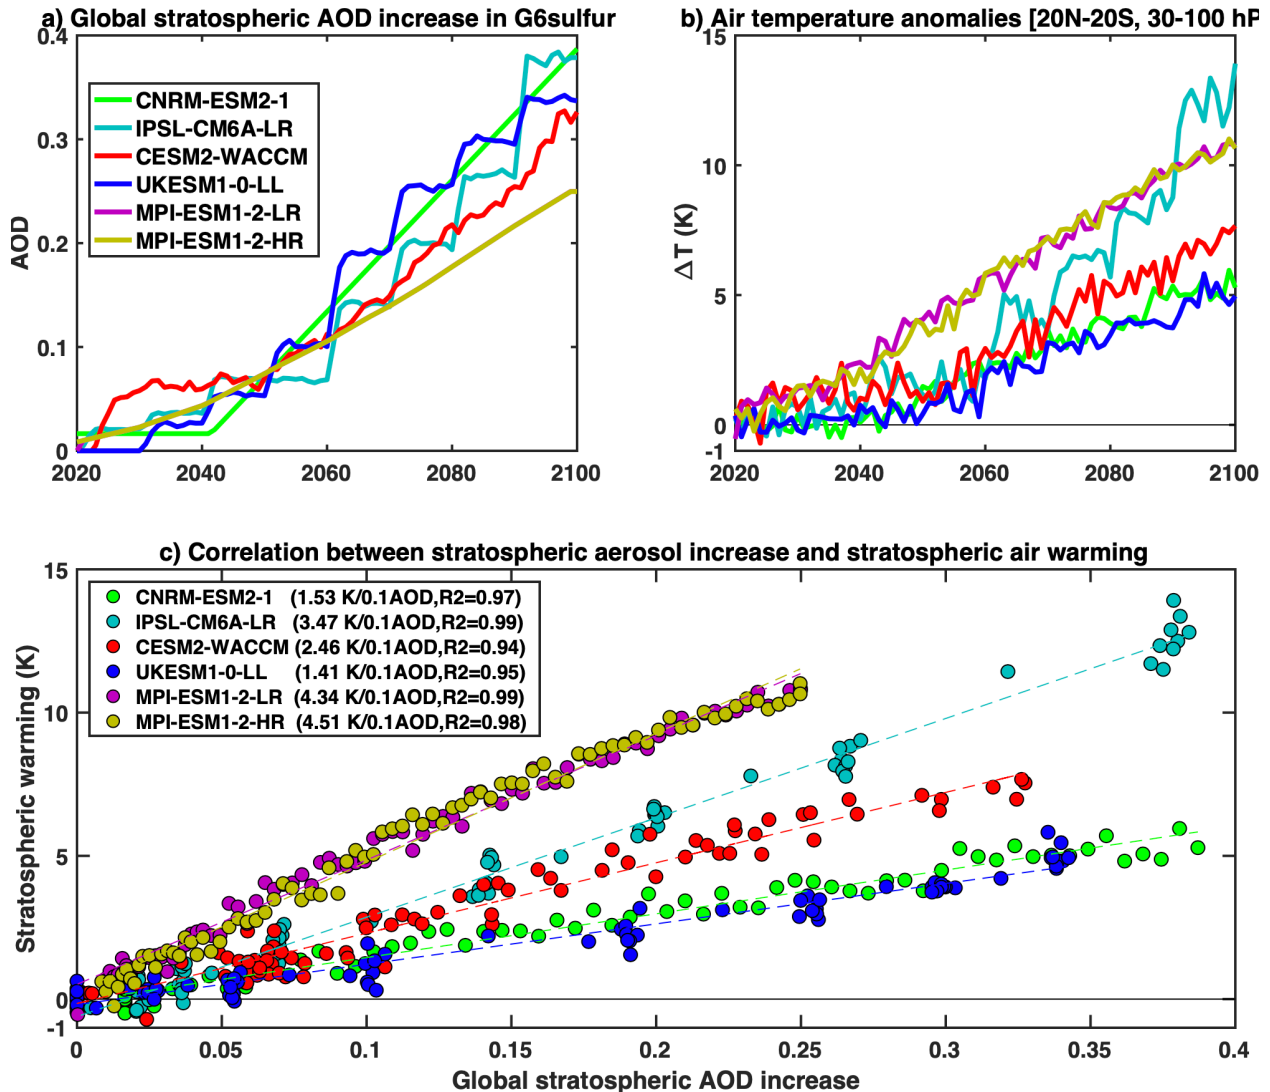 a) Global stratospheric AOD increase in G6sulfur
0.4
0.3
0.2
0.1
0
AOD
CNRM-ESM2-1
IPSL-CM6A-LR
CESM2-WACCM
UKESM1-0-LL
MPI-ESM1-2-LR
MPI-ESM1-2-HR
2020 2040 2060 2080 2100
b) Air temperature anomalies [20N-20S, 30-100 hP
15
10
5
0
-1
Δ T (K)
2020 2040 2060 2080 2100
c) Correlation between stratospheric aerosol increase and stratospheric air warming
15
10
5
0
-1
Stratospheric warming (K)
CNRM-ESM2-1 (1.53 K/0.1AOD,R2=0.97)
IPSL-CM6A-LR (3.47 K/0.1AOD,R2=0.99)
CESM2-WACCM (2.46 K/0.1AOD,R2=0.94)
UKESM1-0-LL (1.41 K/0.1AOD,R2=0.95)
MPI-ESM1-2-LR (4.34 K/0.1AOD,R2=0.99)
MPI-ESM1-2-HR (4.51 K/0.1AOD,R2=0.98)
0 0.05 0.1 0.15 0.2 0.25 0.3 0.35 0.4
Global stratospheric AOD increase